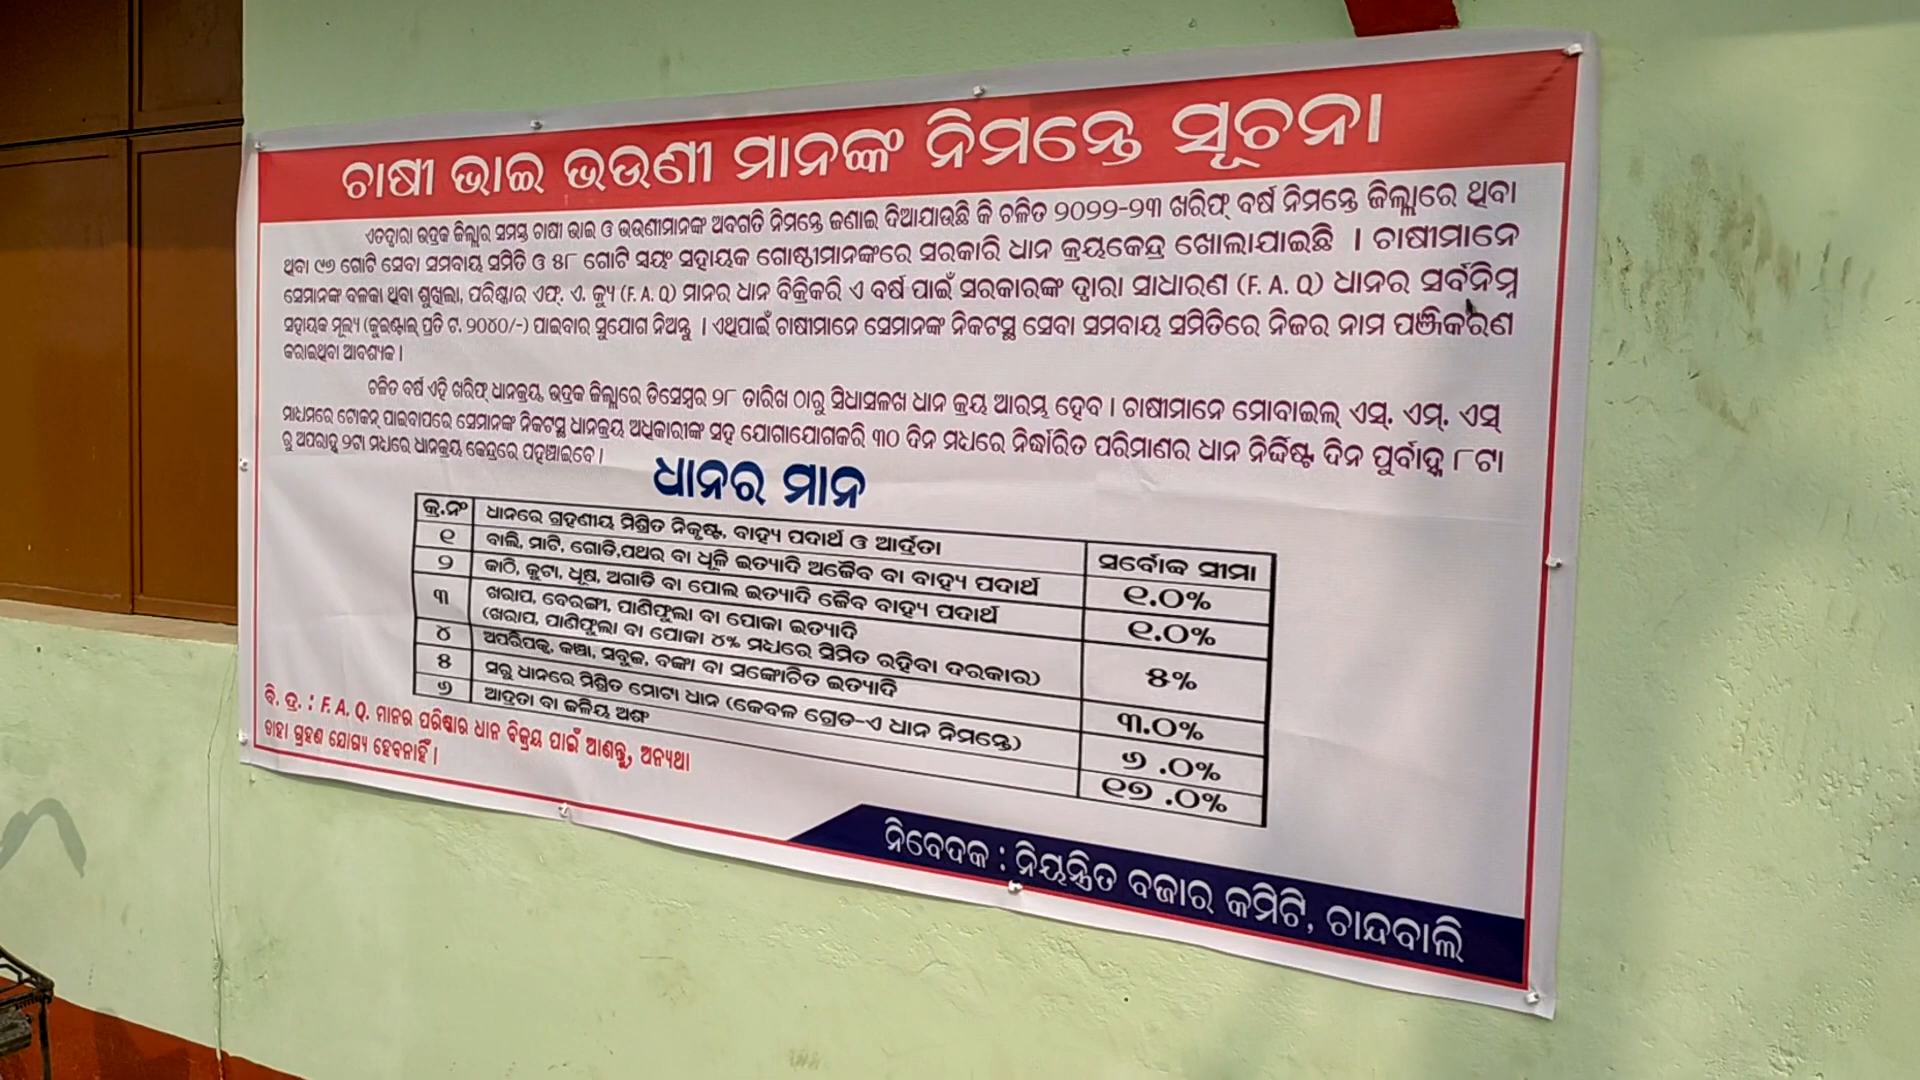 ଚାଷୀ ଭାଇ ଭଉଣୀ ମାନଙ୍କ ନିମନ୍ତେ ସୂଚନା
ଏତଦ୍ୱାରା ଭଦ୍ରକ ଜିଲ୍ଲାର ସମସ୍ତ ଚାଷୀ ଭାଇ ଓ ଭଉଣୀମାନଙ୍କ ଅବଗତି ନିମନ୍ତେ ଜଣାଇ ଦିଆଯାଉଛି କି ଚଳିତ ୨୦୨୨-୨୩ ଖରିଫ୍ ବର୍ଷ ନିମନ୍ତେ ଜିଲ୍ଲାରେ ଥିବା
ଥିବା ୯୬ ଗୋଟି ସେବା ସମବାୟ ସମିତି ଓ ୫୮ ଗୋଟି ସ୍ୱୟଂ ସହାୟକ ଗୋଷ୍ଠୀମାନଙ୍କରେ ସରକାରି ଧାନ କ୍ରୟକେନ୍ଦ୍ର ଖୋଲାଯାଇଛି । ଚାଷୀମାନେ
ସେମାନଙ୍କ ବଳକା ଥିବା ଶୁଖିଲା, ପରିଷ୍କାର ଏଫ୍. ଏ. କ୍ୟୁ (F. A. Q) ମାନର ଧାନ ବିକ୍ରିକରି ଏ ବର୍ଷ ପାଇଁ ସରକାରଙ୍କ ଦ୍ୱାରା ସାଧାରଣ (F. A. Q) ଧାନର ସର୍ବନିମ୍ନ
ସହାୟକ ମୂଲ୍ୟ (କୁଇଣ୍ଟାଲ୍ ପ୍ରତି ଟ. ୨୦୪୦/-) ପାଇବାର ସୁଯୋଗ ନିଅନ୍ତୁ । ଏଥିପାଇଁ ଚାଷୀମାନେ ସେମାନଙ୍କ ନିକଟସ୍ଥ ସେବା ସମବାୟ ସମିତିରେ ନିଜର ନାମ ପଞ୍ଜିକରଣ
କରାଇଥିବା ଆବଶ୍ୟକ ।
ଚଳିତ ବର୍ଷ ଏହି ଖରିଫ୍ ଧାନକ୍ରୟ, ଭଦ୍ରକ ଜିଲ୍ଲାରେ ଡିସେମ୍ବର ୨୮ ତାରିଖ ଠାରୁ ସିଧାସଳଖ ଧାନ କ୍ରୟ ଆରମ୍ଭ ହେବ । ଚାଷୀମାନେ ମୋବାଇଲ୍ ଏସ୍. ଏମ୍. ଏସ୍
ମାଧ୍ୟମରେ ଟୋକନ୍ ପାଇବାପରେ ସେମାନଙ୍କ ନିକଟସ୍ଥ ଧାନକ୍ରୟ ଅଧିକାରୀଙ୍କ ସହ ଯୋଗାଯୋଗକରି ୩୦ ଦିନ ମଧ୍ୟରେ ନିର୍ଦ୍ଧାରିତ ପରିମାଣର ଧାନ ନିର୍ଦ୍ଦିଷ୍ଟ ଦିନ ପୁର୍ବାହ୍ନ ୮ଟା
ରୁ ଅପରାହ୍ନ ୨ଟା ମଧ୍ୟରେ ଧାନକ୍ରୟ କେନ୍ଦ୍ରରେ ପହଞ୍ଚାଇବେ ।
ଧାନର ମାନ
କ୍ର.ନଂ ଧାନରେ ଗ୍ରହଣୀୟ ମିଶ୍ରିତ ନିକୃଷ୍ଟ, ବାହ୍ୟ ପଦାର୍ଥ ଓ ଆର୍ଦ୍ରତା ସର୍ବୋଚ୍ଚ ସୀମା
୧ ବାଲି, ମାଟି, ଗୋଡି,ପଥର ବା ଧୂଳି ଇତ୍ୟାଦି ଅଜୈବ ବା ବାହ୍ୟ ପଦାର୍ଥ ୧.୦%
୨ କାଠି, କୁଟା, ଧୂଷ, ଅଗାଡି ବା ପୋଲ ଇତ୍ୟାଦି ଜୈବ ବାହ୍ୟ ପଦାର୍ଥ ୧.୦%
୩ ଖରାପ, ବେରଙ୍ଗୀ, ପାଣିଫୁଲା ବା ପୋକା ଇତ୍ୟାଦି ୫%
(ଖରାପ, ପାଣିଫୁଲା ବା ପୋକା ୪% ମଧ୍ୟରେ ସିମିତ ରହିବା ଦରକାର)
୪ ଅପରିପକ୍ୱ, କଞ୍ଚା, ସବୁଜ, ବଙ୍କା ବା ସଙ୍କୋଚିତ ଇତ୍ୟାଦି ୩.୦%
୫ ସରୁ ଧାନରେ ମିଶ୍ରିତ ମୋଟା ଧାନ (କେବଳ ଗ୍ରେଡ-ଏ ଧାନ ନିମନ୍ତେ) ୬ .୦%
୬ ଆଦ୍ରତା ବା ଜଳିୟ ଅଂଶ ୧୭ .୦%
ବି. ଦ୍ର. : F. A. Q. ମାନର ପରିଷ୍କାର ଧାନ ବିକ୍ରୟ ପାଇଁ ଆଣନ୍ତୁ, ଅନ୍ୟଥା
ତାହା ଗ୍ରହଣ ଯୋଗ୍ୟ ହେବନାହିଁ ।
ନିବେଦକ : ନିୟନ୍ତ୍ରିତ ବଜାର କମିଟି, ଚାନ୍ଦବାଲି